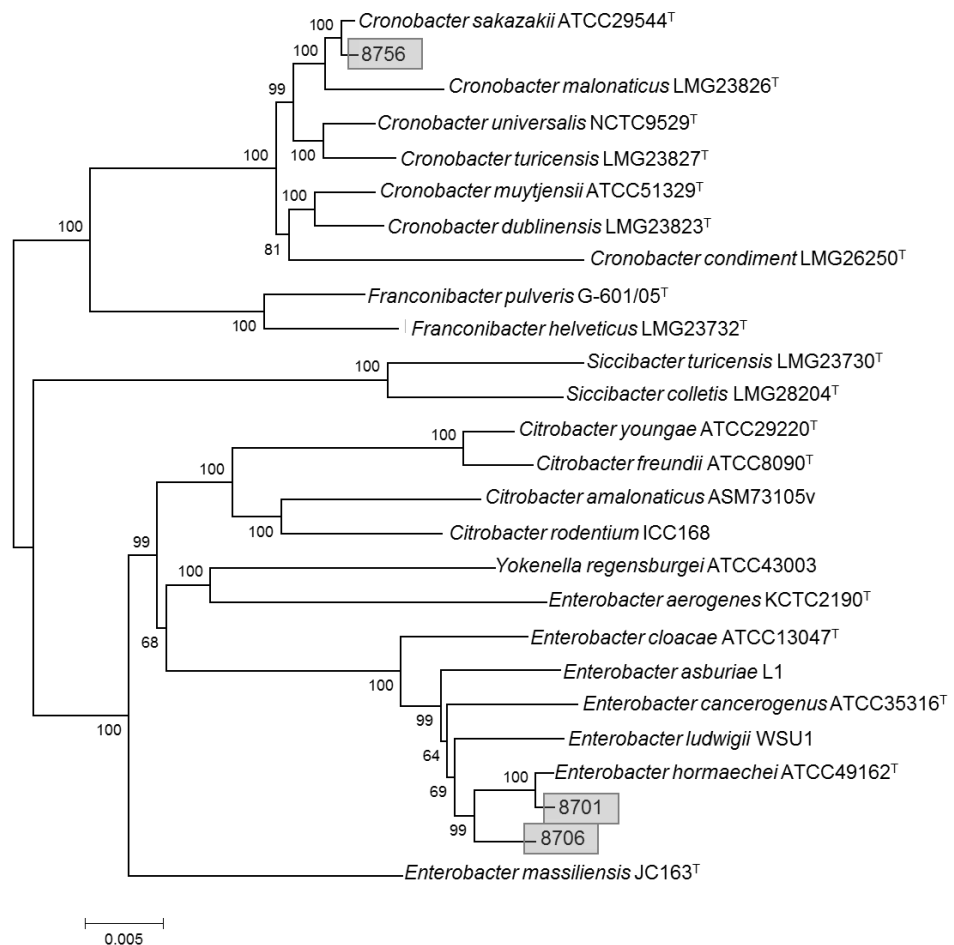 100
Cronobacter sakazakii ATCC29544ᵀ
100
8756
99
Cronobacter malonaticus LMG23826ᵀ
Cronobacter universalis NCTC9529ᵀ
100
100
Cronobacter turicensis LMG23827ᵀ
100
Cronobacter muytjensii ATCC51329ᵀ
100
Cronobacter dublinensis LMG23823ᵀ
81
Cronobacter condiment LMG26250ᵀ
Franconibacter pulveris G-601/05ᵀ
100
Franconibacter helveticus LMG23732ᵀ
100
Siccibacter turicensis LMG23730ᵀ
Siccibacter colletis LMG28204ᵀ
100
Citrobacter youngae ATCC29220ᵀ
100
Citrobacter freundii ATCC8090ᵀ
Citrobacter amalonaticus ASM73105v
100
Citrobacter rodentium ICC168
99
100
Yokenella regensburgei ATCC43003
Enterobacter aerogenes KCTC2190ᵀ
68
Enterobacter cloacae ATCC13047ᵀ
100
Enterobacter asburiae L1
99
Enterobacter cancerogenus ATCC35316ᵀ
100
64
Enterobacter ludwigii WSU1
100
Enterobacter hormaechei ATCC49162ᵀ
69
8701
99
8706
Enterobacter massiliensis JC163ᵀ
0.005